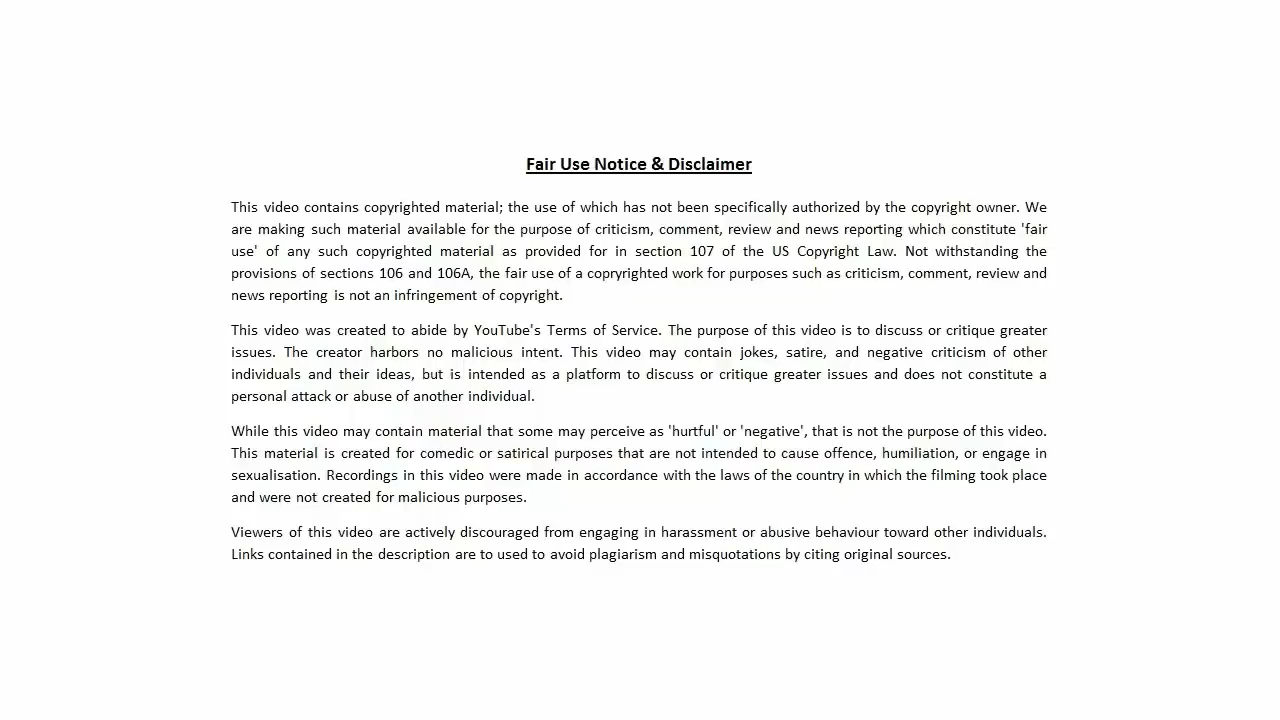 Fair Use Notice & Disclaimer
This video contains copyrighted material; the use of which has not been specifically authorized by the copyright owner. We
are making such material available for the purpose of criticism, comment, review and news reporting which constitute 'fair
use' of any such copyrighted material as provided for in section 107 of the US Copyright Law. Not withstanding the
provisions of sections 106 and 106A, the fair use of a copryrighted work for purposes such as criticism, comment, review and
news reporting is not an infringement of copyright.
This video was created to abide by YouTube's Terms of Service. The purpose of this video is to discuss or critique greater
issues. The creator harbors no malicious intent. This video may contain jokes, satire, and negative criticism of other
individuals and their ideas, but is intended as a platform to discuss or critique greater issues and does not constitute a
personal attack or abuse of another individual.
While this video may contain material that some may perceive as 'hurtful' or 'negative', that is not the purpose of this video.
This material is created for comedic or satirical purposes that are not intended to cause offence, humiliation, or engage in
sexualisation. Recordings in this video were made in accordance with the laws of the country in which the filming took place
and were not created for malicious purposes.
Viewers of this video are actively discouraged from engaging in harassment or abusive behaviour toward other individuals.
Links contained in the description are to used to avoid plagiarism and misquotations by citing original sources.